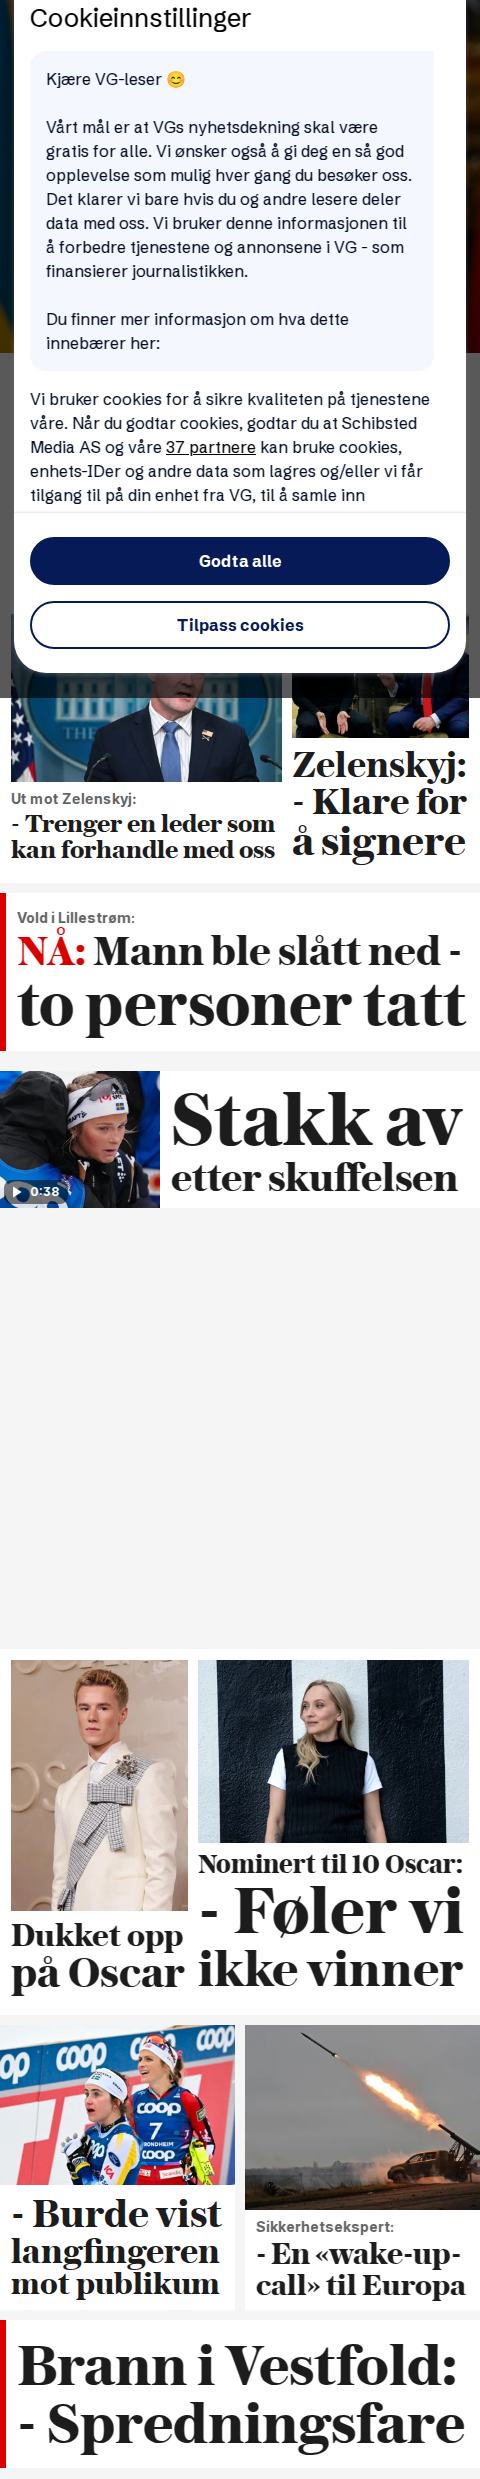 Cookieinnstillinger
Kjære VG-leser 😊
Vårt mål er at VGs nyhetsdekning skal være
gratis for alle. Vi ønsker også å gi deg en så god
opplevelse som mulig hver gang du besøker oss.
Det klarer vi bare hvis du og andre lesere deler
data med oss. Vi bruker denne informasjonen til
å forbedre tjenestene og annonsene i VG - som
finansierer journalistikken.
Du finner mer informasjon om hva dette
innebærer her:
Vi bruker cookies for å sikre kvaliteten på tjenestene
våre. Når du godtar cookies, godtar du at Schibsted
Media AS og våre 37 partnere kan bruke cookies,
enhets-IDer og andre data som lagres og/eller vi får
tilgang til på din enhet fra VG, til å samle inn
Godta alle
Tilpass cookies
THE
Ut mot Zelenskyj:
- Trenger en leder som
kan forhandle med oss
Zelenskyj:
- Klare for
å signere
Vold i Lillestrøm:
NÅ: Mann ble slått ned -
to personer tatt
0:38
Stakk av
etter skuffelsen
Dukket opp
på Oscar
Nominert til 10 Oscar:
- Føler vi
ikke vinner
coop
coop
coop
7
- Burde vist
langfingeren
mot publikum
Sikkerhetsekspert:
- En «wake-up-
call» til Europa
Brann i Vestfold:
- Spredningsfare